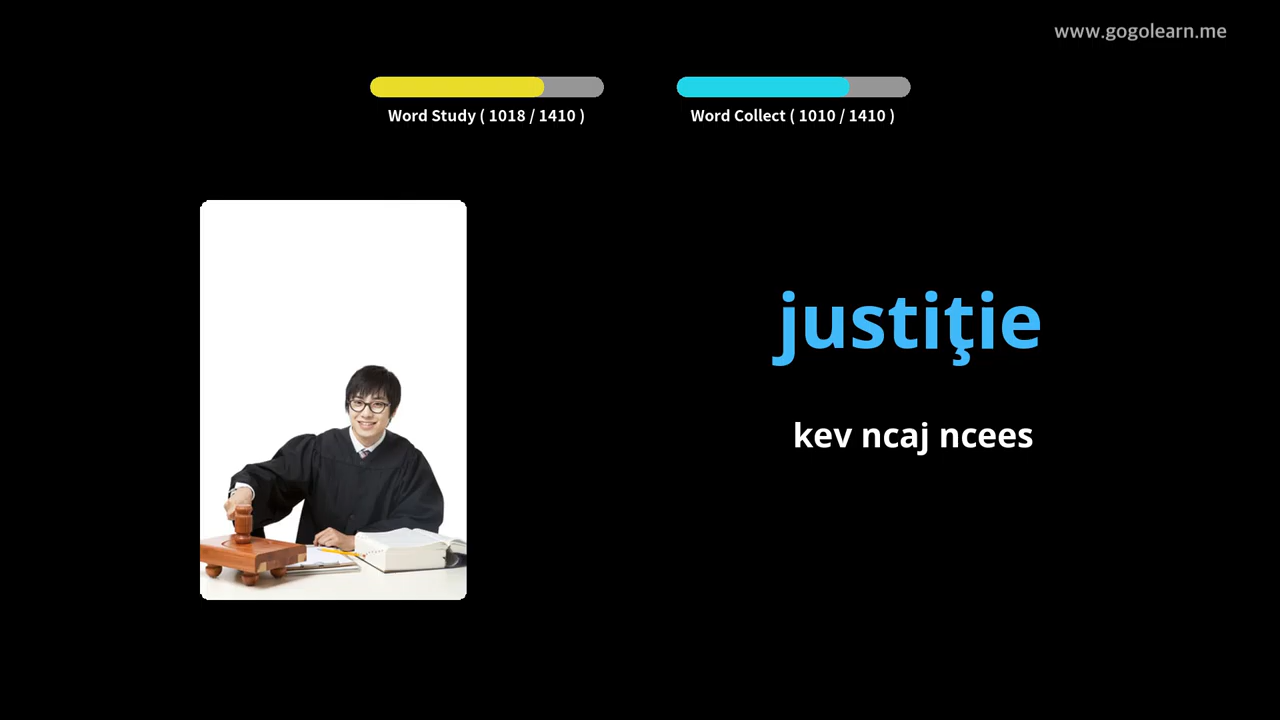 www.gogolearn.me
Word Study ( 1018 / 1410 )
Word Collect ( 1010 / 1410 )
justiţie
kev ncaj ncees